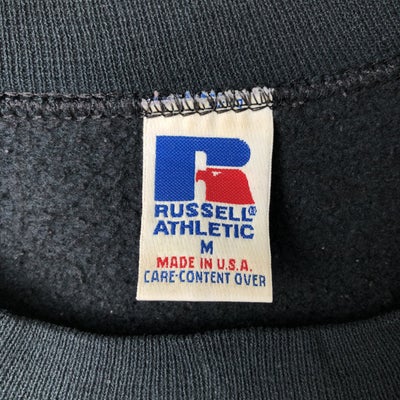 R
RUSSELL®
ATHLETIC
M
MADE IN U.S.A.
CARE-CONTENT OVER